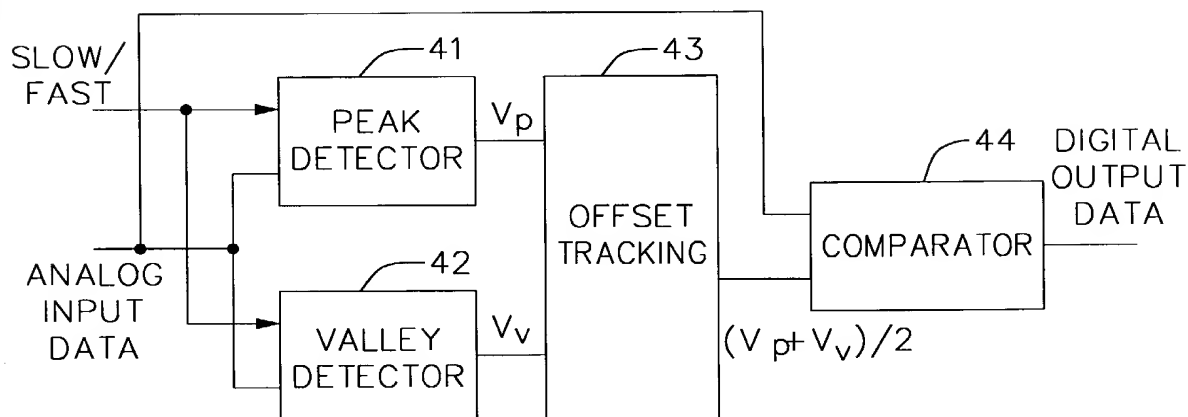 SLOW/
FAST
41
PEAK
DETECTOR
Vp
43
OFFSET
TRACKING
44
COMPARATOR
DIGITAL
OUTPUT
DATA
ANALOG
INPUT
DATA
42
VALLEY
DETECTOR
Vv
(Vp+Vv)/2